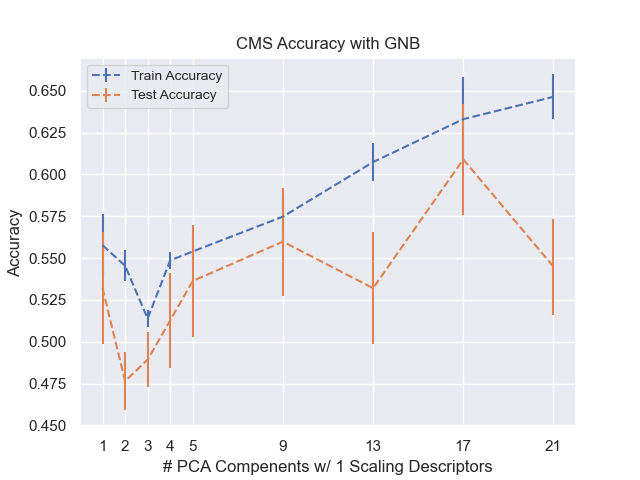 CMS Accuracy with GNB
Train Accuracy
Test Accuracy
Accuracy
0.650
0.625
0.600
0.575
0.550
0.525
0.500
0.475
0.450
1 2 3 4 5 9 13 17 21
# PCA Compenents w/ 1 Scaling Descriptors